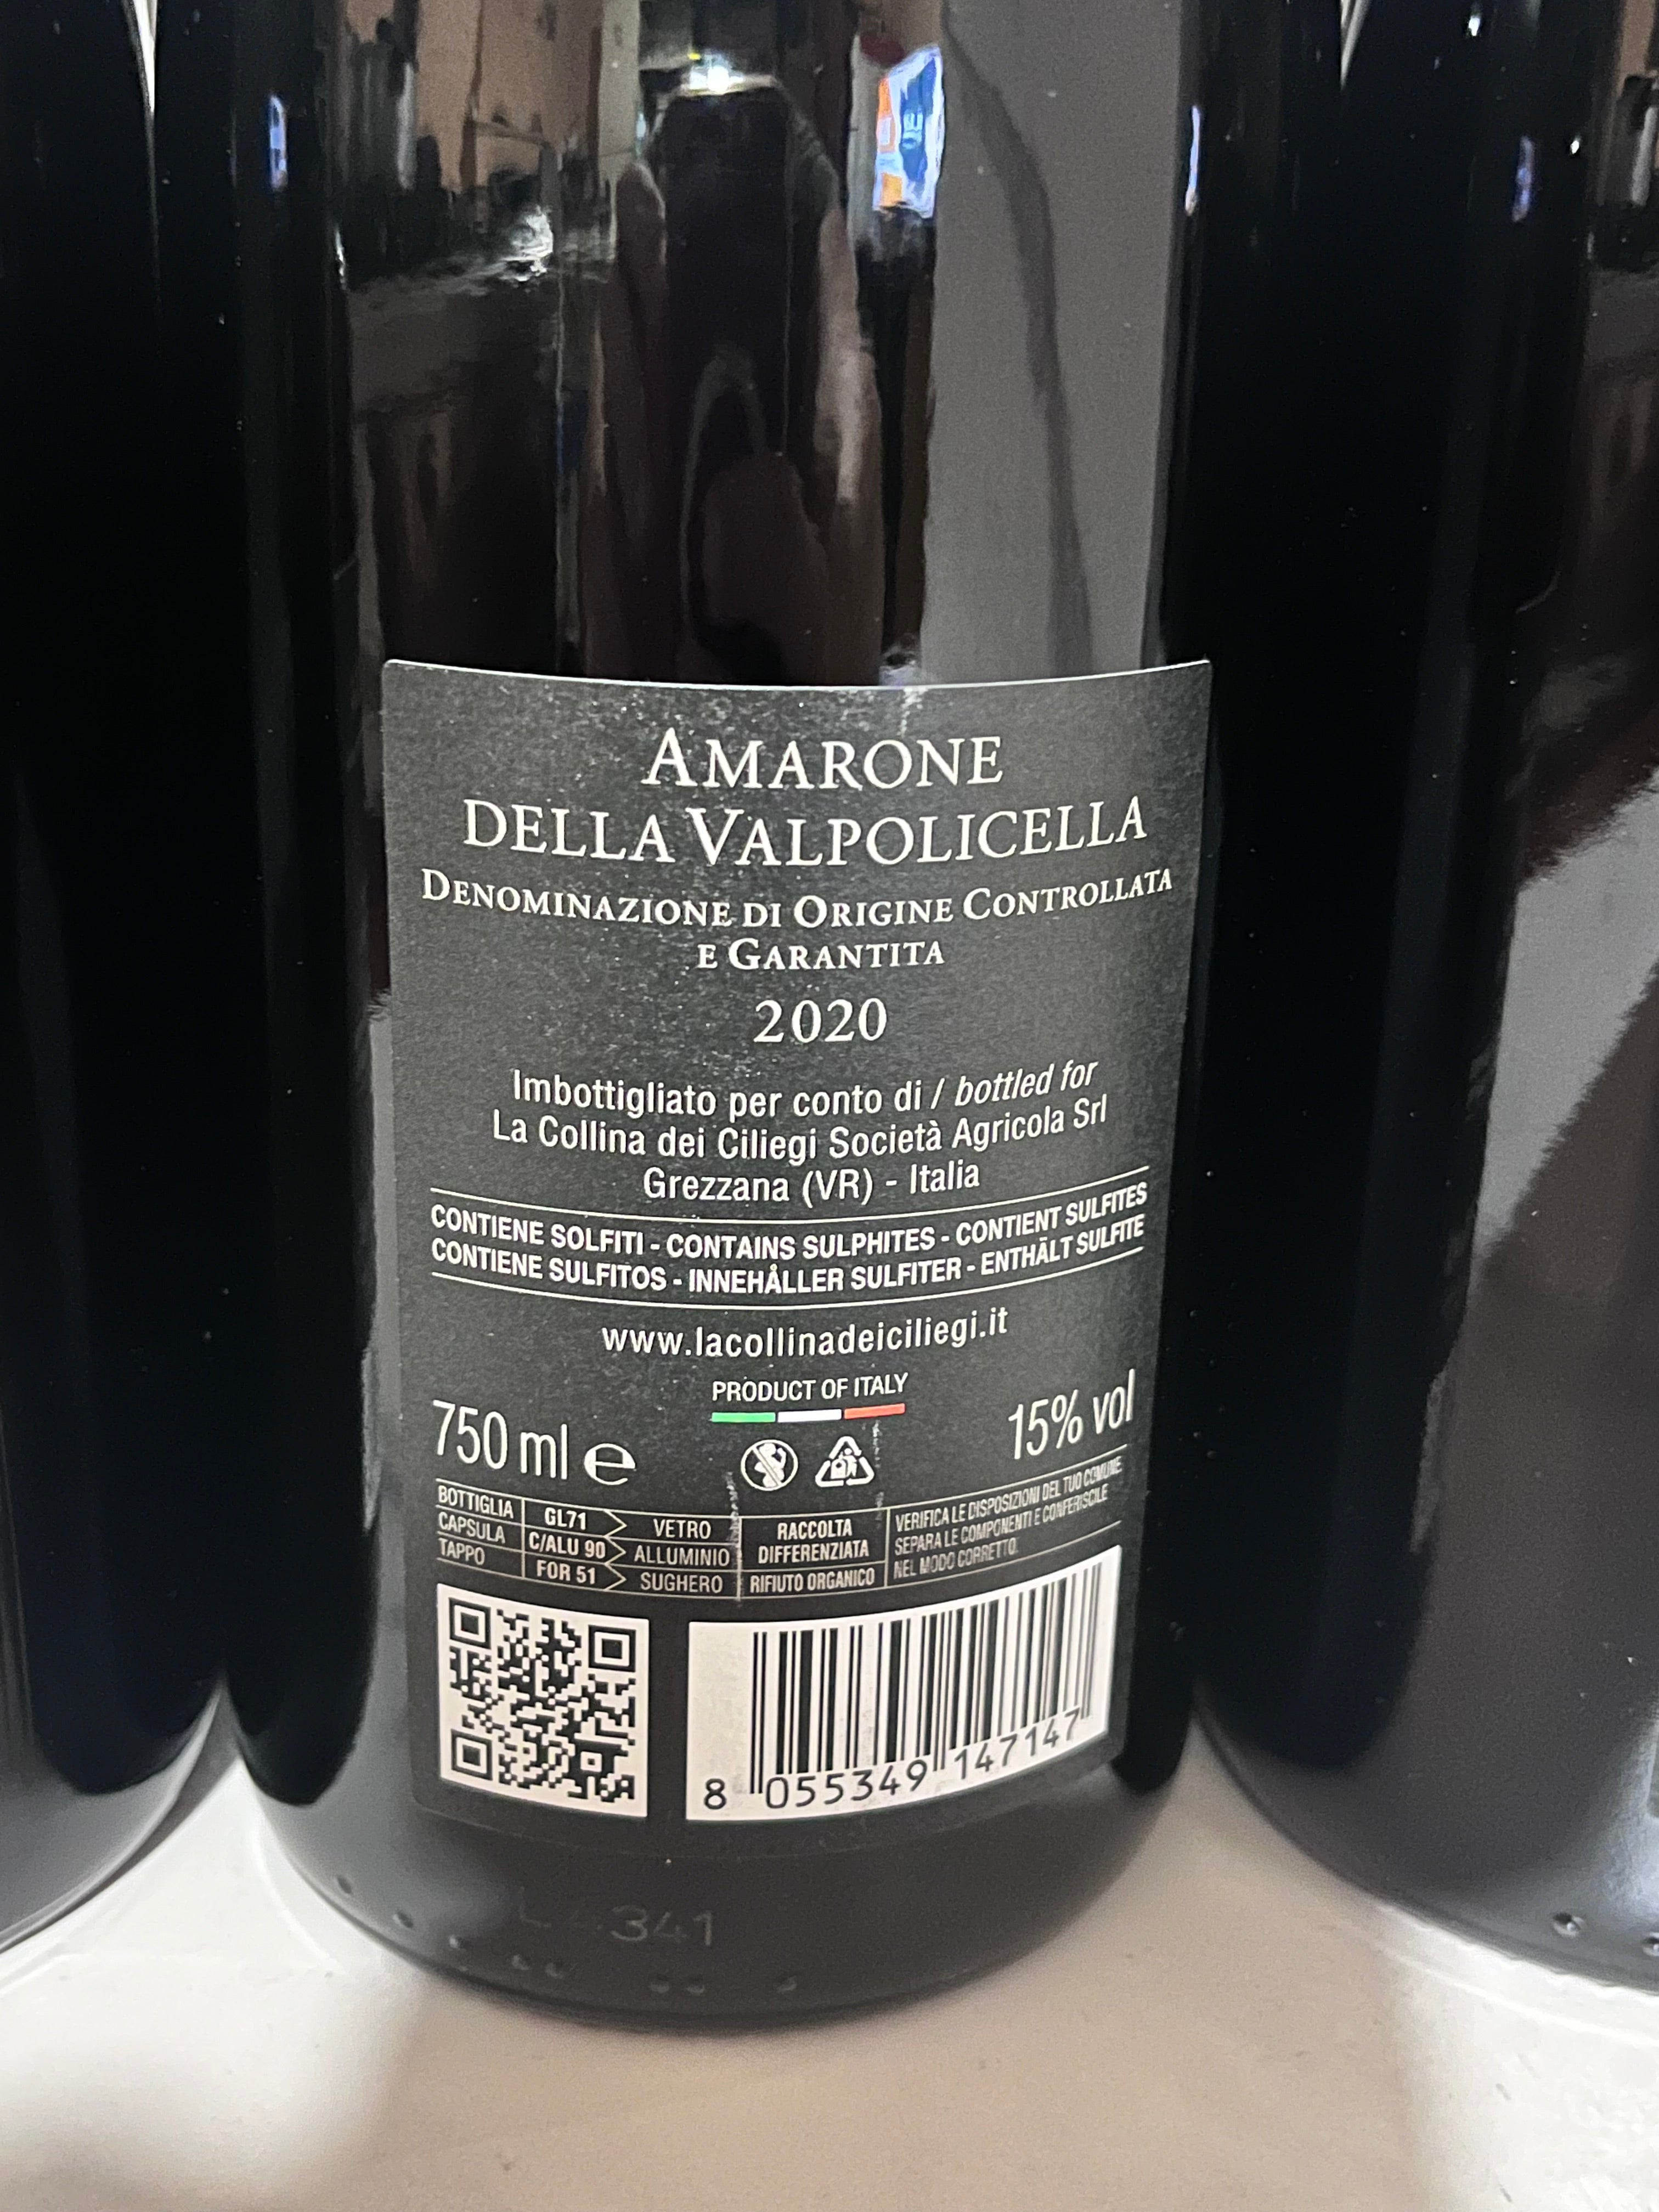 AMARONE
DELLA VALPOLICELLA
DENOMINAZIONE DI ORIGINE CONTROLLATA
E GARANTITA
2020
Imbottigliato per conto di / bottled for
La Collina dei Ciliegi Società Agricola Srl
Grezzana (VR) - Italia
CONTIENE SOLFITI - CONTAINS SULPHITES - CONTIENT SULFITES
CONTIENE SULFITOS - INNEHÅLLER SULFITER - ENTHÄLT SULFITE
www.lacollinadeiciliegi.it
PRODUCT OF ITALY
750 ml e
15% vol
BOTTIGLIA GL71 VETRO
CAPSULA C/ALU 90 ALLUMINIO
TAPPO FOR 51 SUGHERO
RACCOLTA
DIFFERENZIATA
RIFIUTO ORGANICO
VERIFICA LE DISPOSIZIONI DEL TUO COMUNE
SEPARA LE COMPONENTI E CONFERISCILE
NEL MODO CORRETTO.
8 055349 147147
341